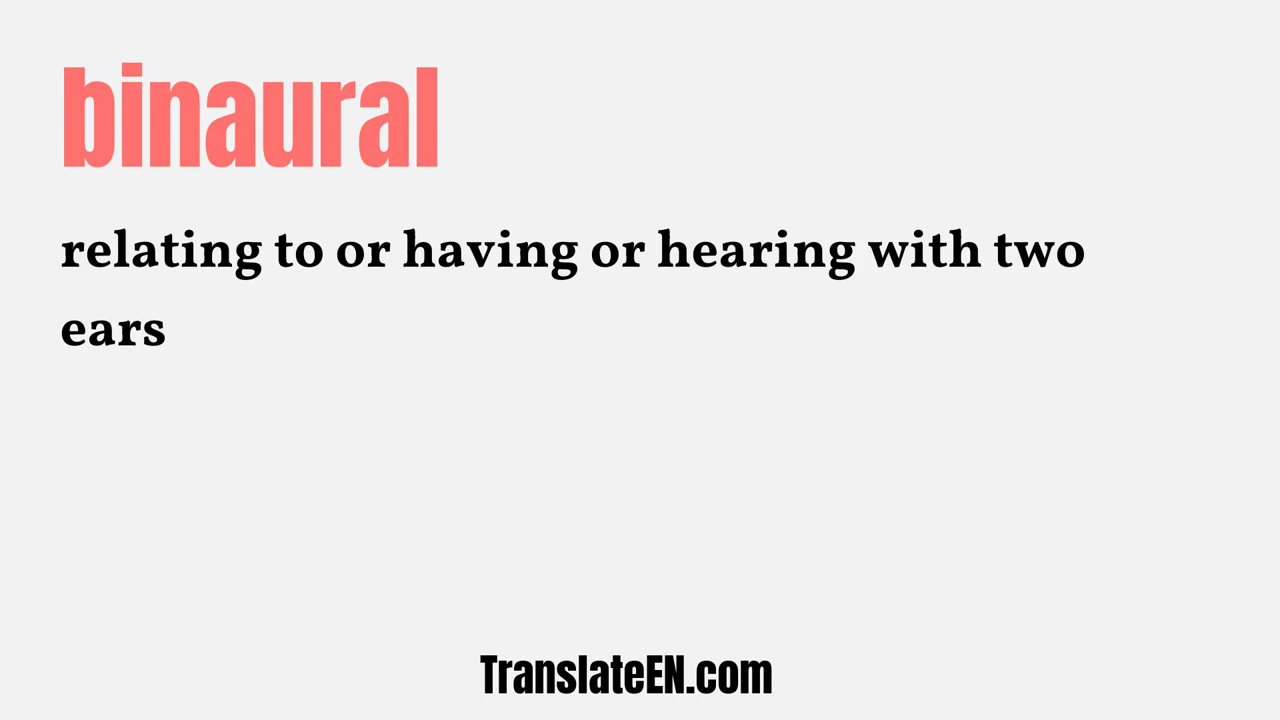 binaural
relating to or having or hearing with two
ears
TranslateEN.com